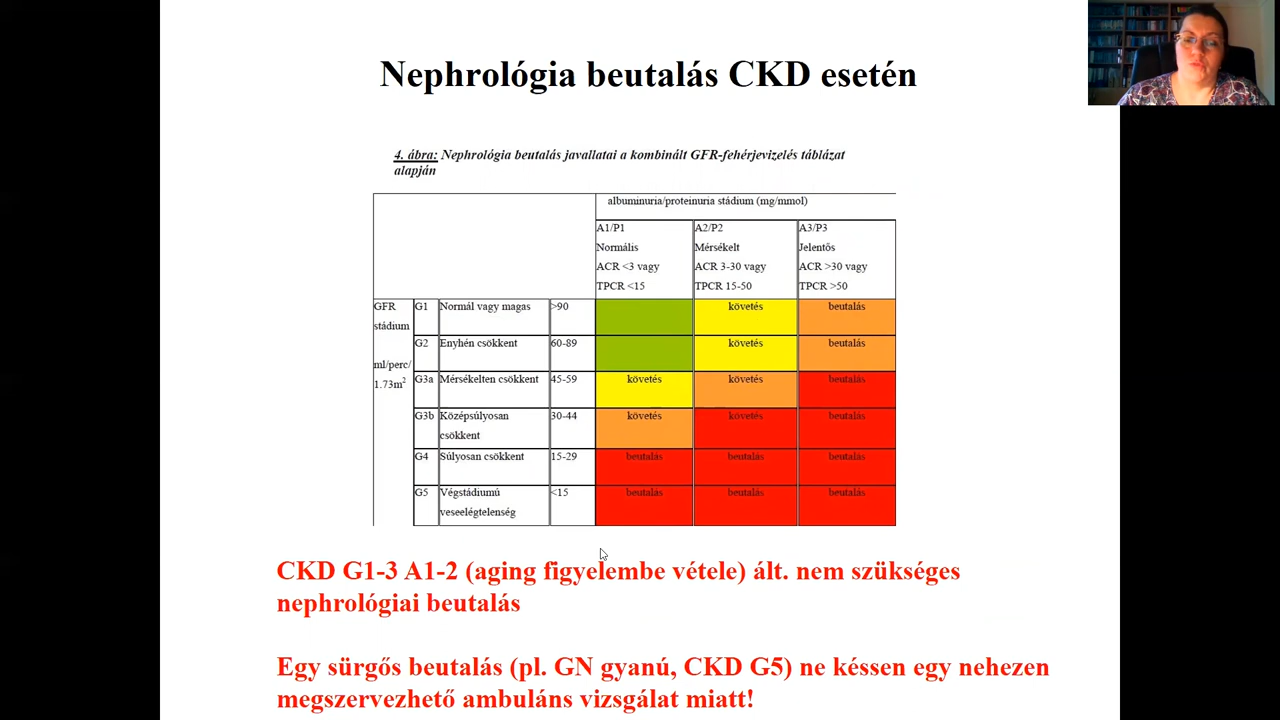 Nephrológia beutalás CKD esetén
4. ábra: Nephrológia beutalás javallatai a kombinált GFR-fehérjevizelés táblázat
alapján
albuminuria/proteinuria stádium (mg/mmol)
A1/P1 A2/P2 A3/P3
Normális Mérsékelt Jelentős
ACR <3 vagy ACR 3-30 vagy ACR >30 vagy
TPCR <15 TPCR 15-50 TPCR >50
GFR G1 Normál vagy magas >90 követés beutalás
stádium
G2 Enyhén csökkent 60-89 követés beutalás
ml/perc/
1.73m² G3a Mérsékelten csökkent 45-59 követés követés beutalás
G3b Középsúlyosan 30-44 követés követés beutalás
csökkent
G4 Súlyosan csökkent 15-29 beutalás beutalás beutalás
G5 Végstádiumú <15 beutalás beutalás beutalás
veseelégtelenség
CKD G1-3 A1-2 (aging figyelembe vétele) ált. nem szükséges
nephrológiai beutalás
Egy sürgős beutalás (pl. GN gyanú, CKD G5) ne késsen egy nehezen
megszervezhető ambuláns vizsgálat miatt!